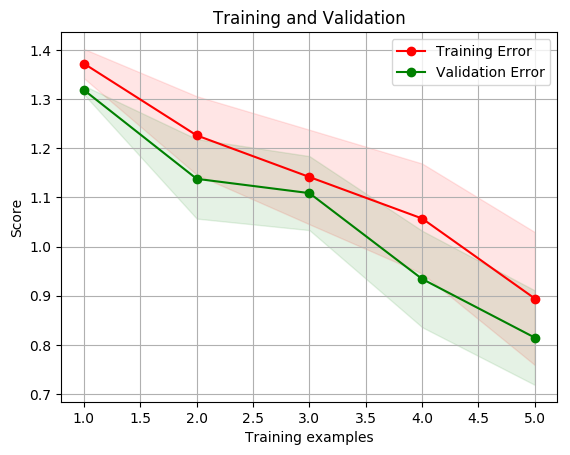 Training and Validation
Training Error
Validation Error
1.4
1.3
1.2
1.1
1.0
0.9
0.8
0.7
Score
1.0 1.5 2.0 2.5 3.0 3.5 4.0 4.5 5.0
Training examples